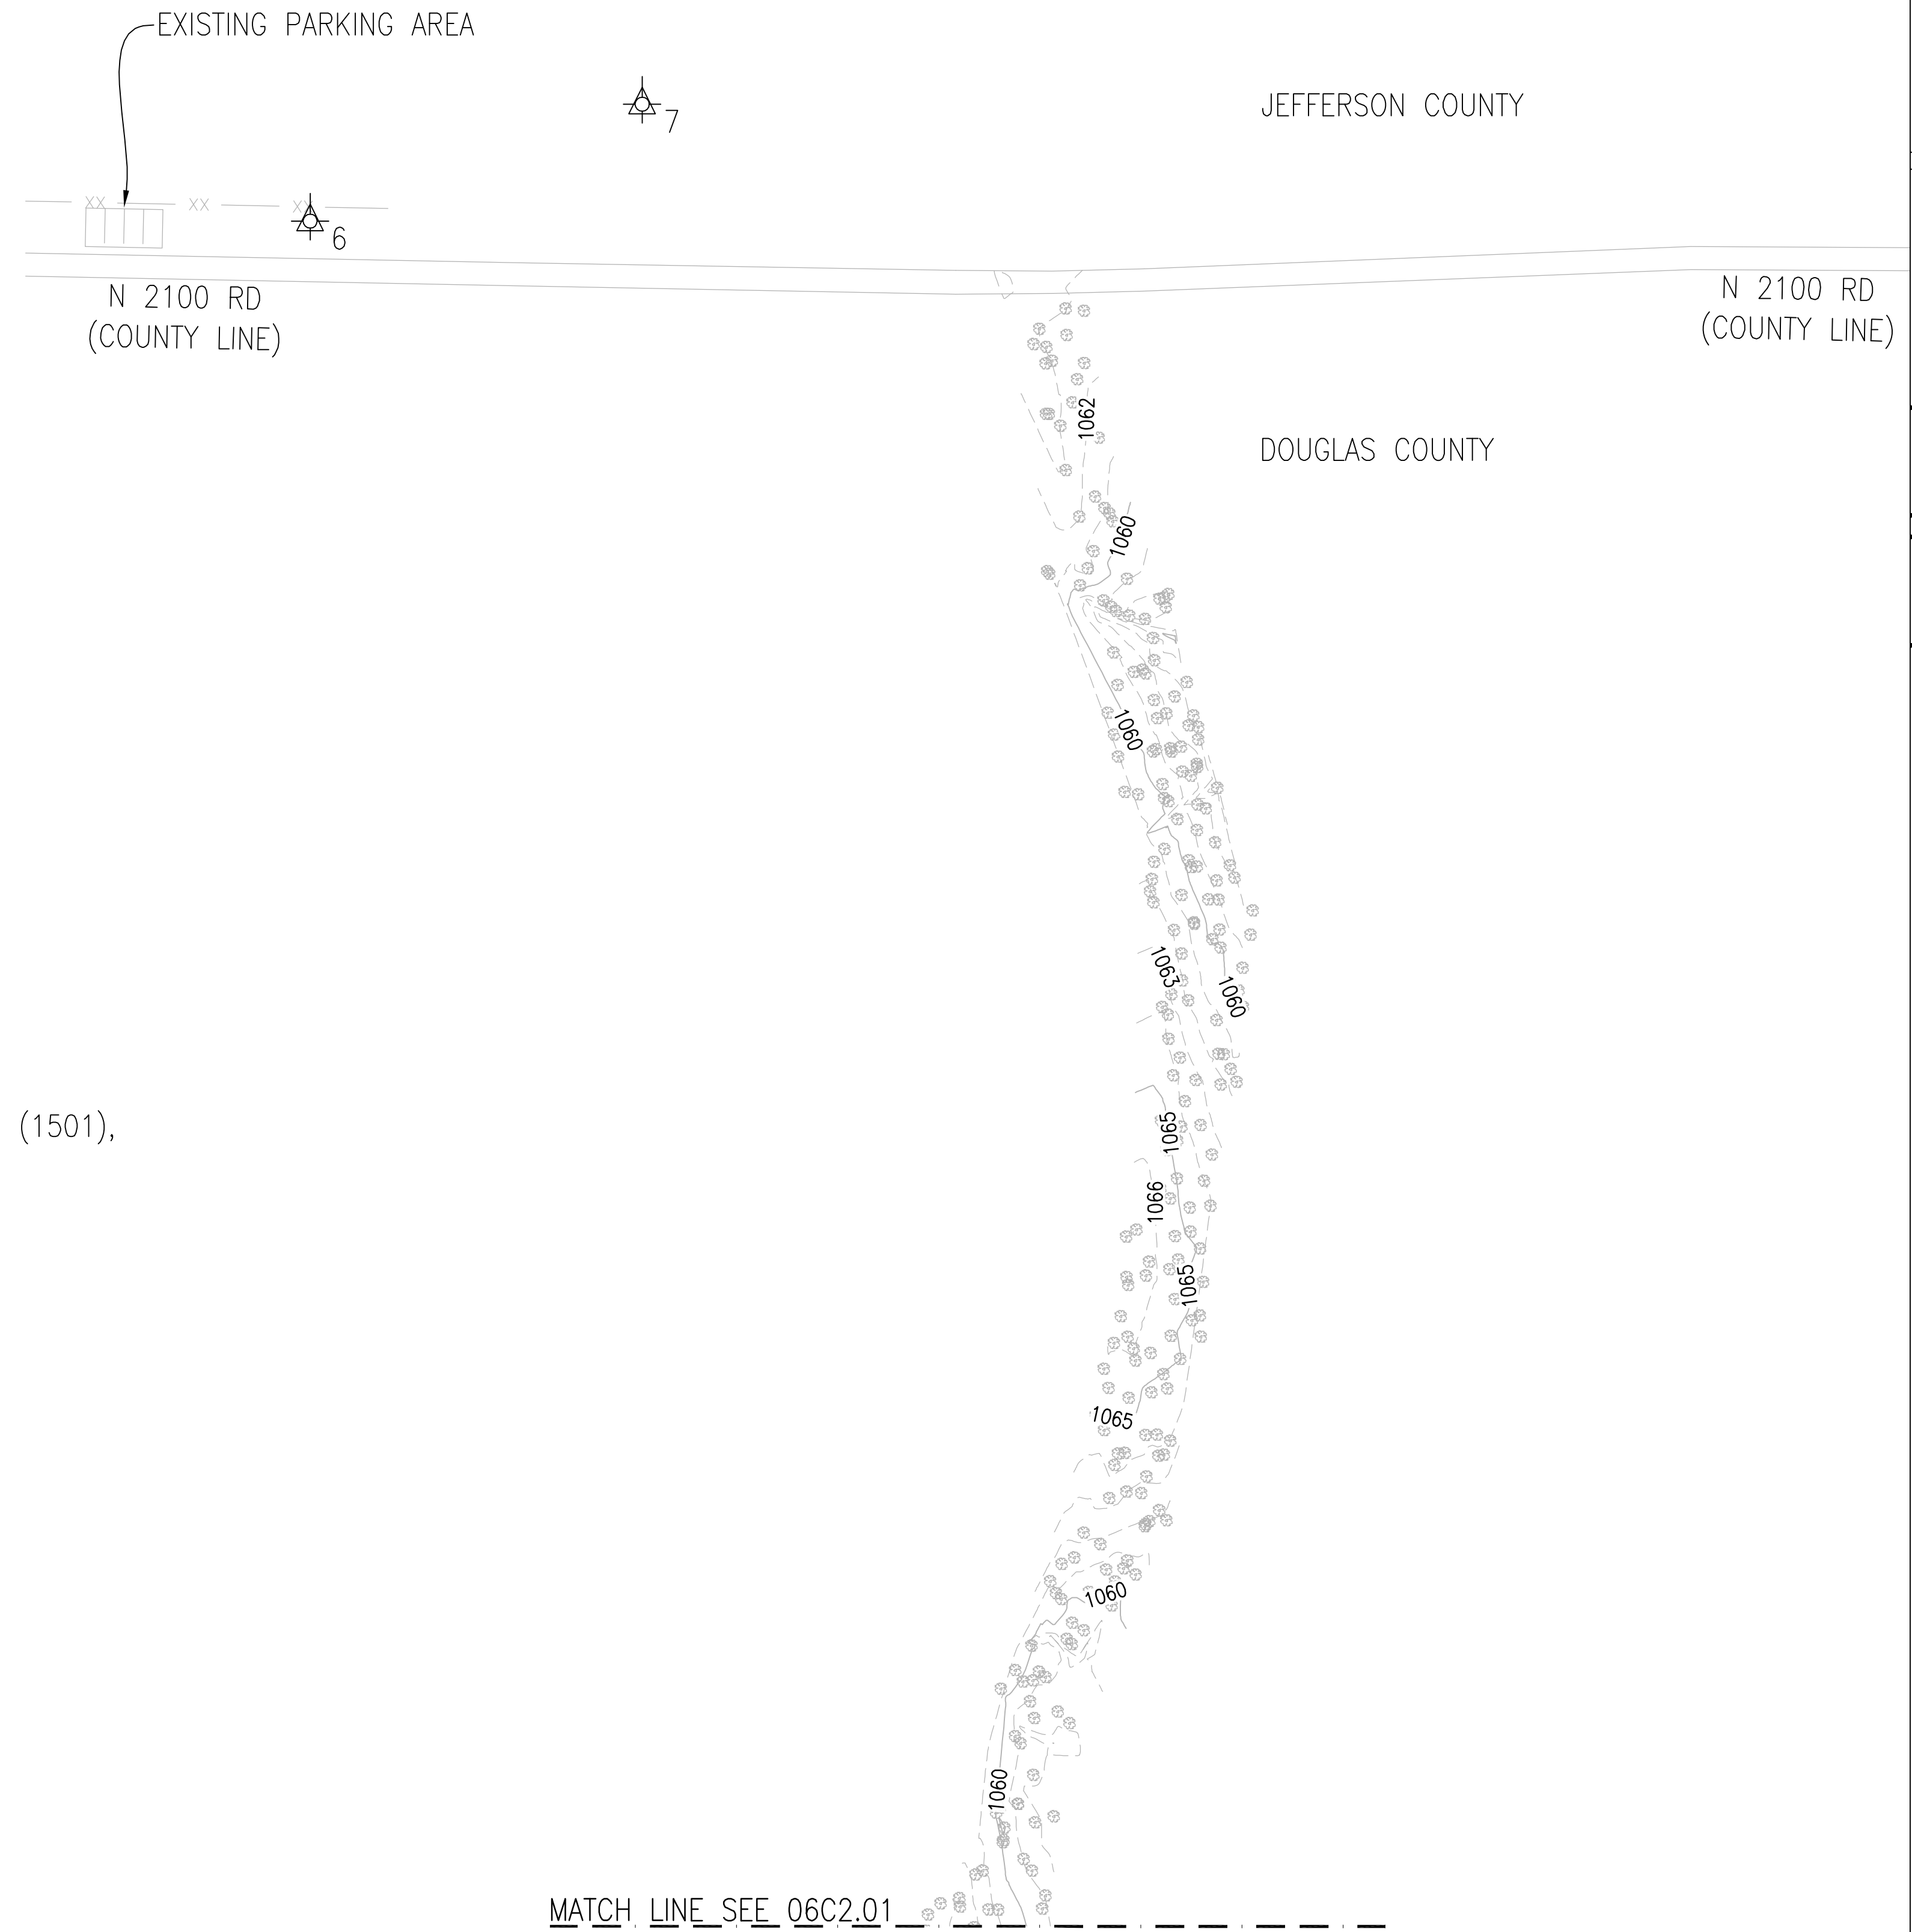 EXISTING PARKING AREA
7
JEFFERSON COUNTY
XX XX XX
6
N 2100 RD
(COUNTY LINE)
N 2100 RD
(COUNTY LINE)
1062
DOUGLAS COUNTY
1060
1060
1063
1060
(1501),
1065
1066
1065
1065
1060
1060
MATCH LINE SEE 06C2.01